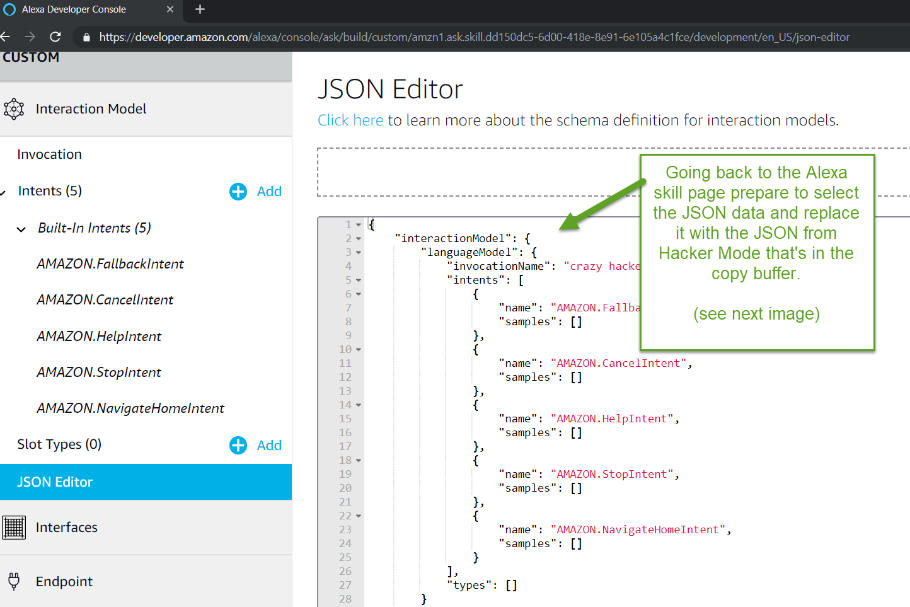 Alexa Developer Console
https://developer.amazon.com/alexa/console/ask/build/custom/amzn1.ask.skill.dd150dc5-6d00-418e-8e91-6e105a4c1fce/development/en_US/json-editor
CUSTOM
Interaction Model
Invocation
Intents (5)
Add
Built-In Intents (5)
AMAZON.FallbackIntent
AMAZON.CancelIntent
AMAZON.HelpIntent
AMAZON.StopIntent
AMAZON.NavigateHomeIntent
Slot Types (0)
Add
JSON Editor
Interfaces
Endpoint
JSON Editor
Click here to learn more about the schema definition for interaction models.
Going back to the Alexa
skill page prepare to select
the JSON data and replace
it with the JSON from
Hacker Mode that's in the
copy buffer.
(see next image)
1 {
2 "interactionModel": {
3 "languageModel": {
4 "invocationName": "crazy hacke
5 "intents": [
6 {
7 "name": "AMAZON.Fallba
8 "samples": []
9 },
10 {
11 "name": "AMAZON.CancelIntent",
12 "samples": []
13 },
14 {
15 "name": "AMAZON.HelpIntent",
16 "samples": []
17 },
18 {
19 "name": "AMAZON.StopIntent",
20 "samples": []
21 },
22 {
23 "name": "AMAZON.NavigateHomeIntent",
24 "samples": []
25 }
26 ],
27 "types": []
28 }